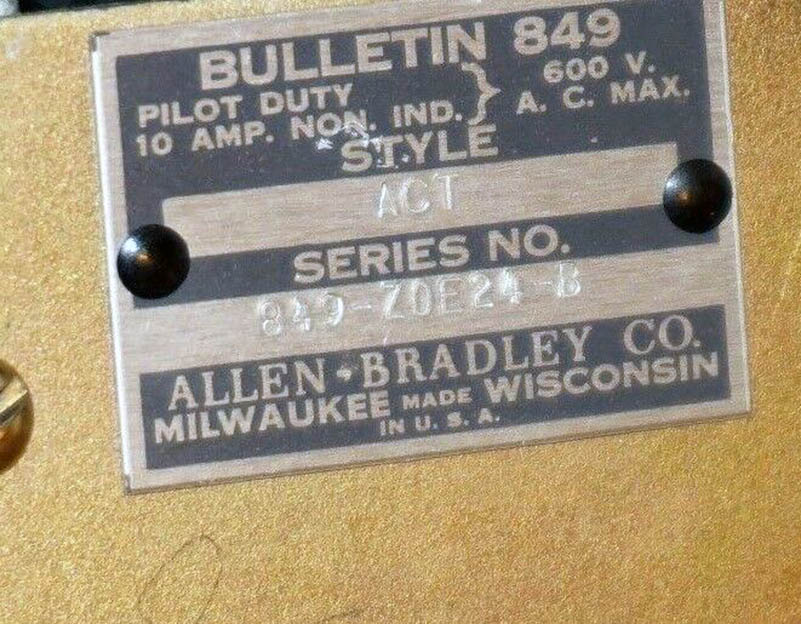 BULLETIN 849
PILOT DUTY
10 AMP. NON. IND. } 600 V.
A. C. MAX.
STYLE
ACT
SERIES NO.
849-ZOE24-B
ALLEN-BRADLEY CO.
MILWAUKEE MADE WISCONSIN
IN U. S. A.